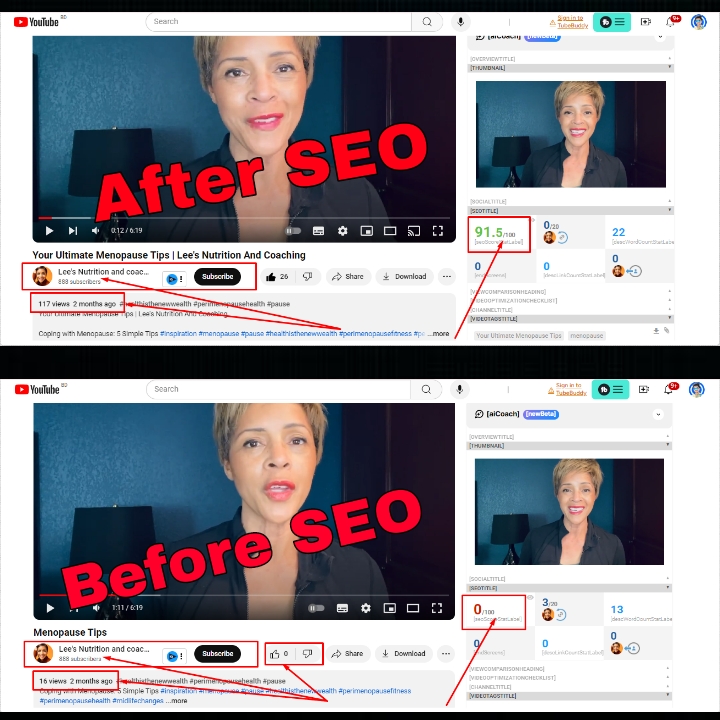 YouTube BD
Search
Sign in to
TubeBuddy
9+
[aiCoach] [newBeta]
[OVERVIEWTITLE]
[THUMBNAIL]
After SEO
0:12 / 6:19
[SOCIALTITLE]
[SEOTITLE]
91.5/100
0/20
22
[descWordCountStatLabe
0
0
0
Your Ultimate Menopause Tips | Lee's Nutrition And Coaching
Lee's Nutrition and coac...
888 subscribers
Subscribe
26
Share
Download
...
117 views 2 months ago #healthisthenewwealth #perimenopausehealth #pause
Your Ultimate Menopause Tips | Lee's Nutrition And Coaching
Coping with Menopause: 5 Simple Tips #inspiration #menopause #pause #healthisthenewwealth #perimenopausefitness #pe ...more
[VIEWCOMPARISONHEADING]
[VIDEOOPTIMIZATIONCHECKLIST]
[CHANNELTITLE]
[VIDEOTAGSTITLE]
Your Ultimate Menopause Tips menopause
YouTube BD
Search
Sign in to
TubeBuddy
9+
[aiCoach] [newBeta]
[OVERVIEWTITLE]
[THUMBNAIL]
Before SEO
1:11 / 6:19
[SOCIALTITLE]
[SEOTITLE]
0/100
3/20
13
0
0
0
Menopause Tips
Lee's Nutrition and coac...
888 subscribers
Subscribe
0
Share
Download
...
16 views 2 months ago #healthisthenewwealth #perimenopausehealth #pause
Coping with Menopause: 5 Simple Tips #inspiration #menopause #pause #healthisthenewwealth #perimenopausefitness
#perimenopausehealth #midlifechanges ...more
[VIEWCOMPARISONHEADING]
[VIDEOOPTIMIZATIONCHECKLIST]
[CHANNELTITLE]
[VIDEOTAGSTITLE]